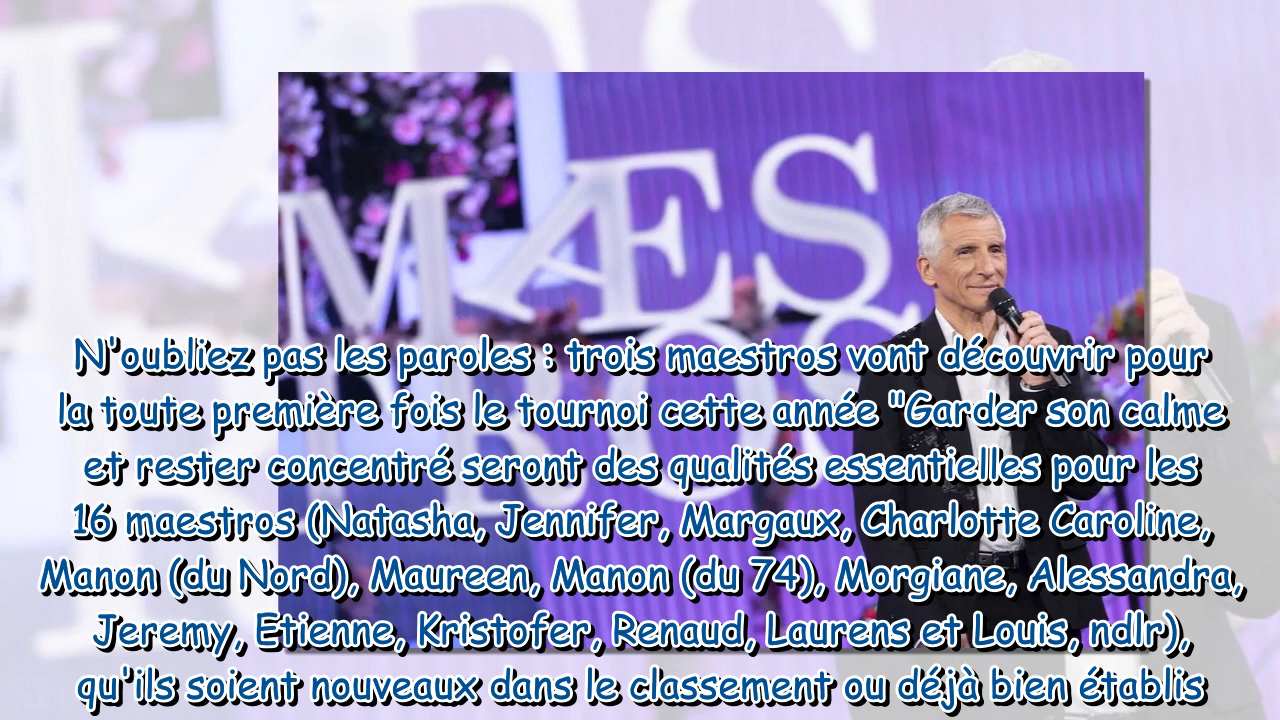 MÆS
TROS
N'oubliez pas les paroles : trois maestros vont découvrir pour
la toute première fois le tournoi cette année "Garder son calme
et rester concentré seront des qualités essentielles pour les
16 maestros (Natasha, Jennifer, Margaux, Charlotte Caroline,
Manon (du Nord), Maureen, Manon (du 74), Morgiane, Alessandra,
Jeremy, Etienne, Kristofer, Renaud, Laurens et Louis, ndlr),
qu'ils soient nouveaux dans le classement ou déjà bien établis